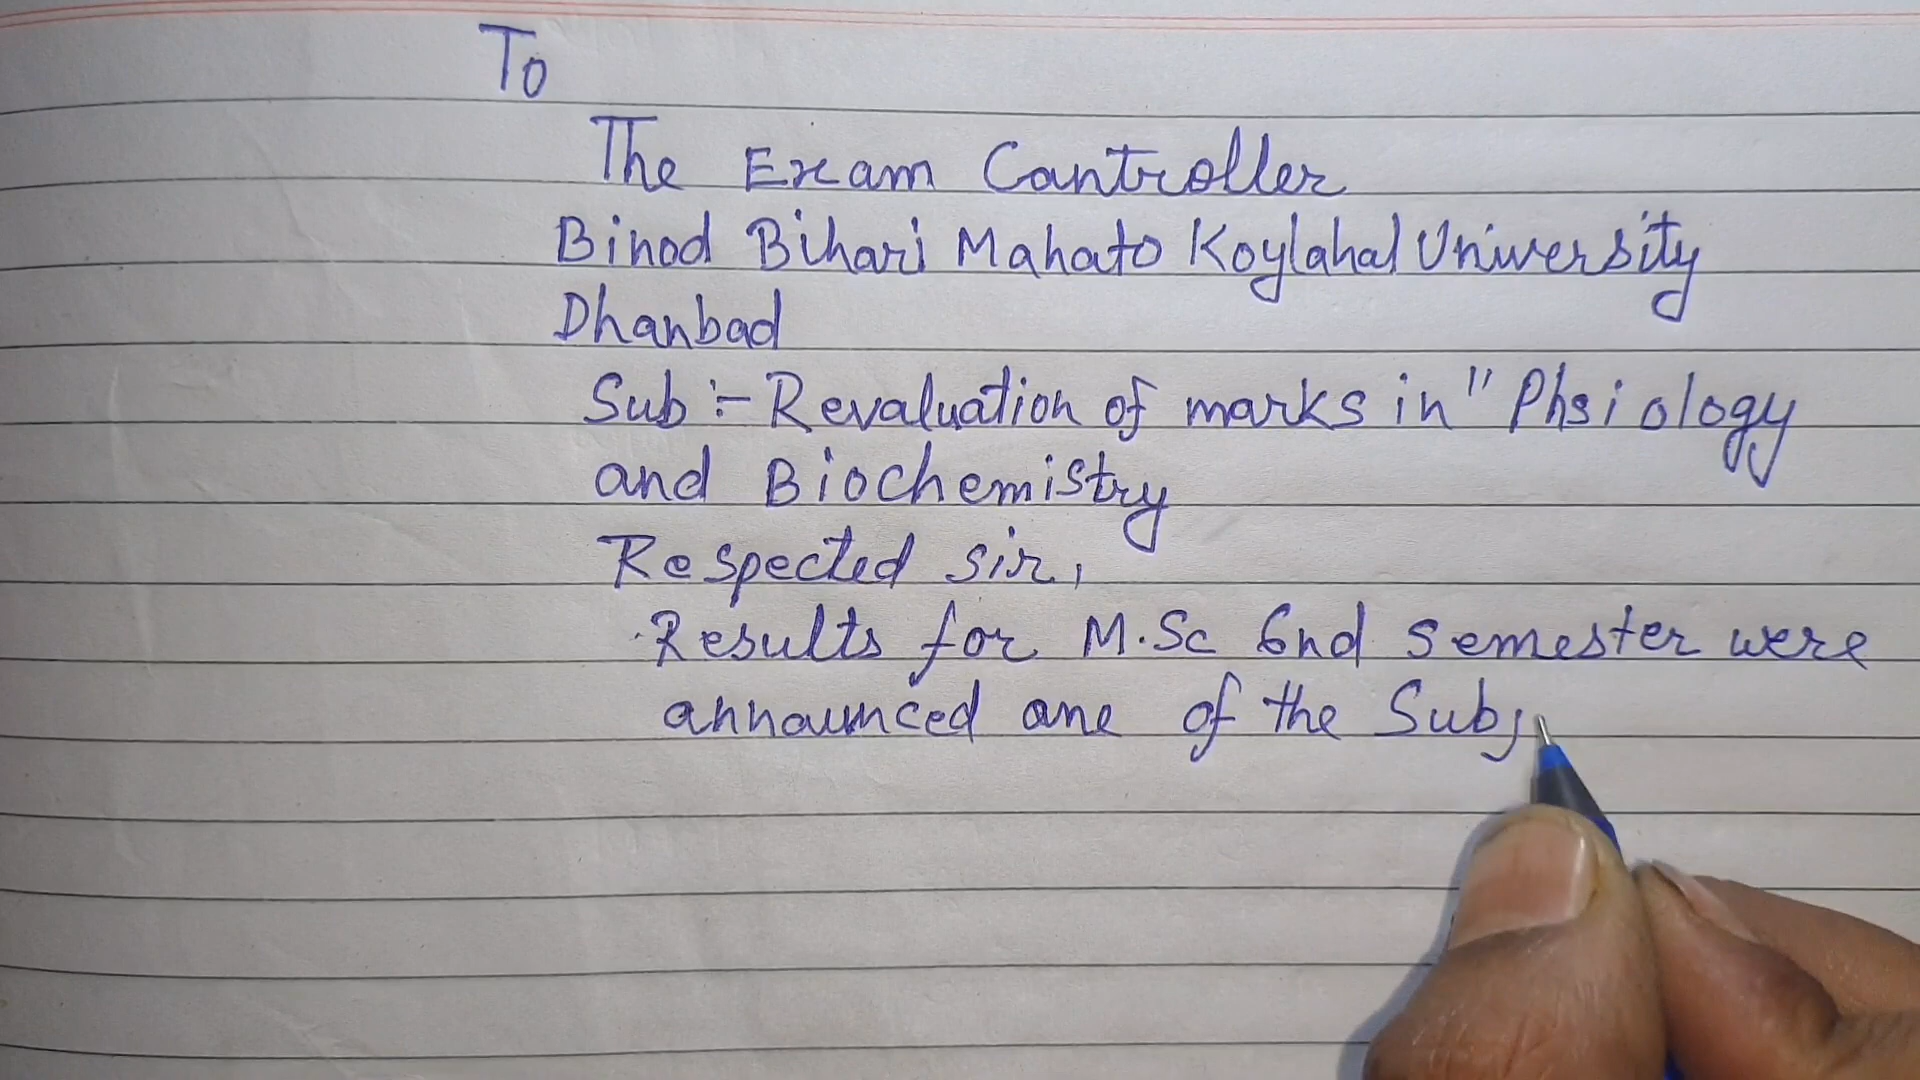 To
The Exam Cantroller
Binod Bihari Mahato Koylahal University
Dhanbad
Sub :- Revaluation of marks in "Phsiology
and Biochemistry
Respected sir,
Results for M.Sc 6nd semester were
announced one of the Subj